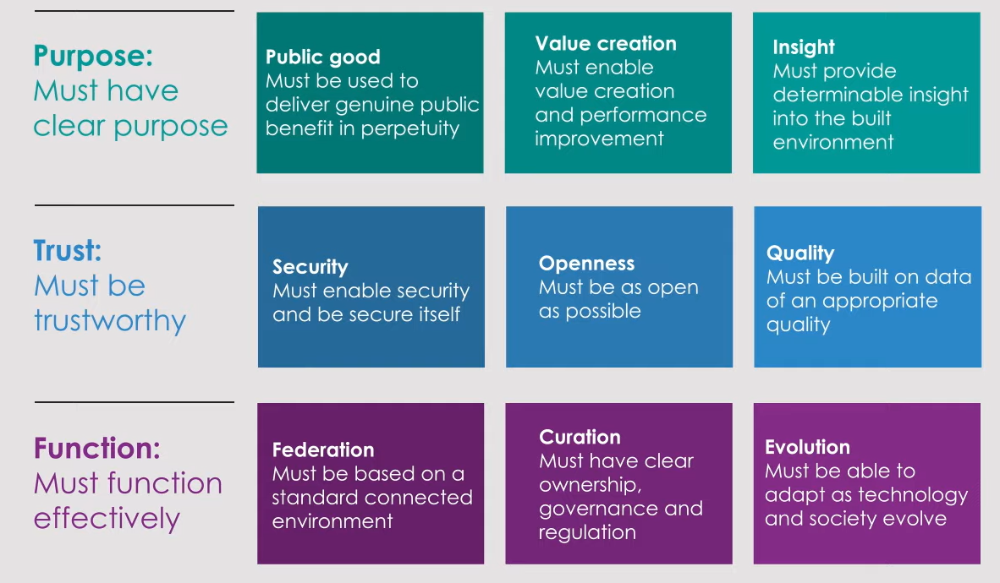 Purpose:
Must have
clear purpose
Public good
Must be used to
deliver genuine public
benefit in perpetuity
Value creation
Must enable
value creation
and performance
improvement
Insight
Must provide
determinable insight
into the built
environment
Trust:
Must be
trustworthy
Security
Must enable security
and be secure itself
Openness
Must be as open
as possible
Quality
Must be built on data
of an appropriate
quality
Function:
Must function
effectively
Federation
Must be based on a
standard connected
environment
Curation
Must have clear
ownership,
governance and
regulation
Evolution
Must be able to
adapt as technology
and society evolve